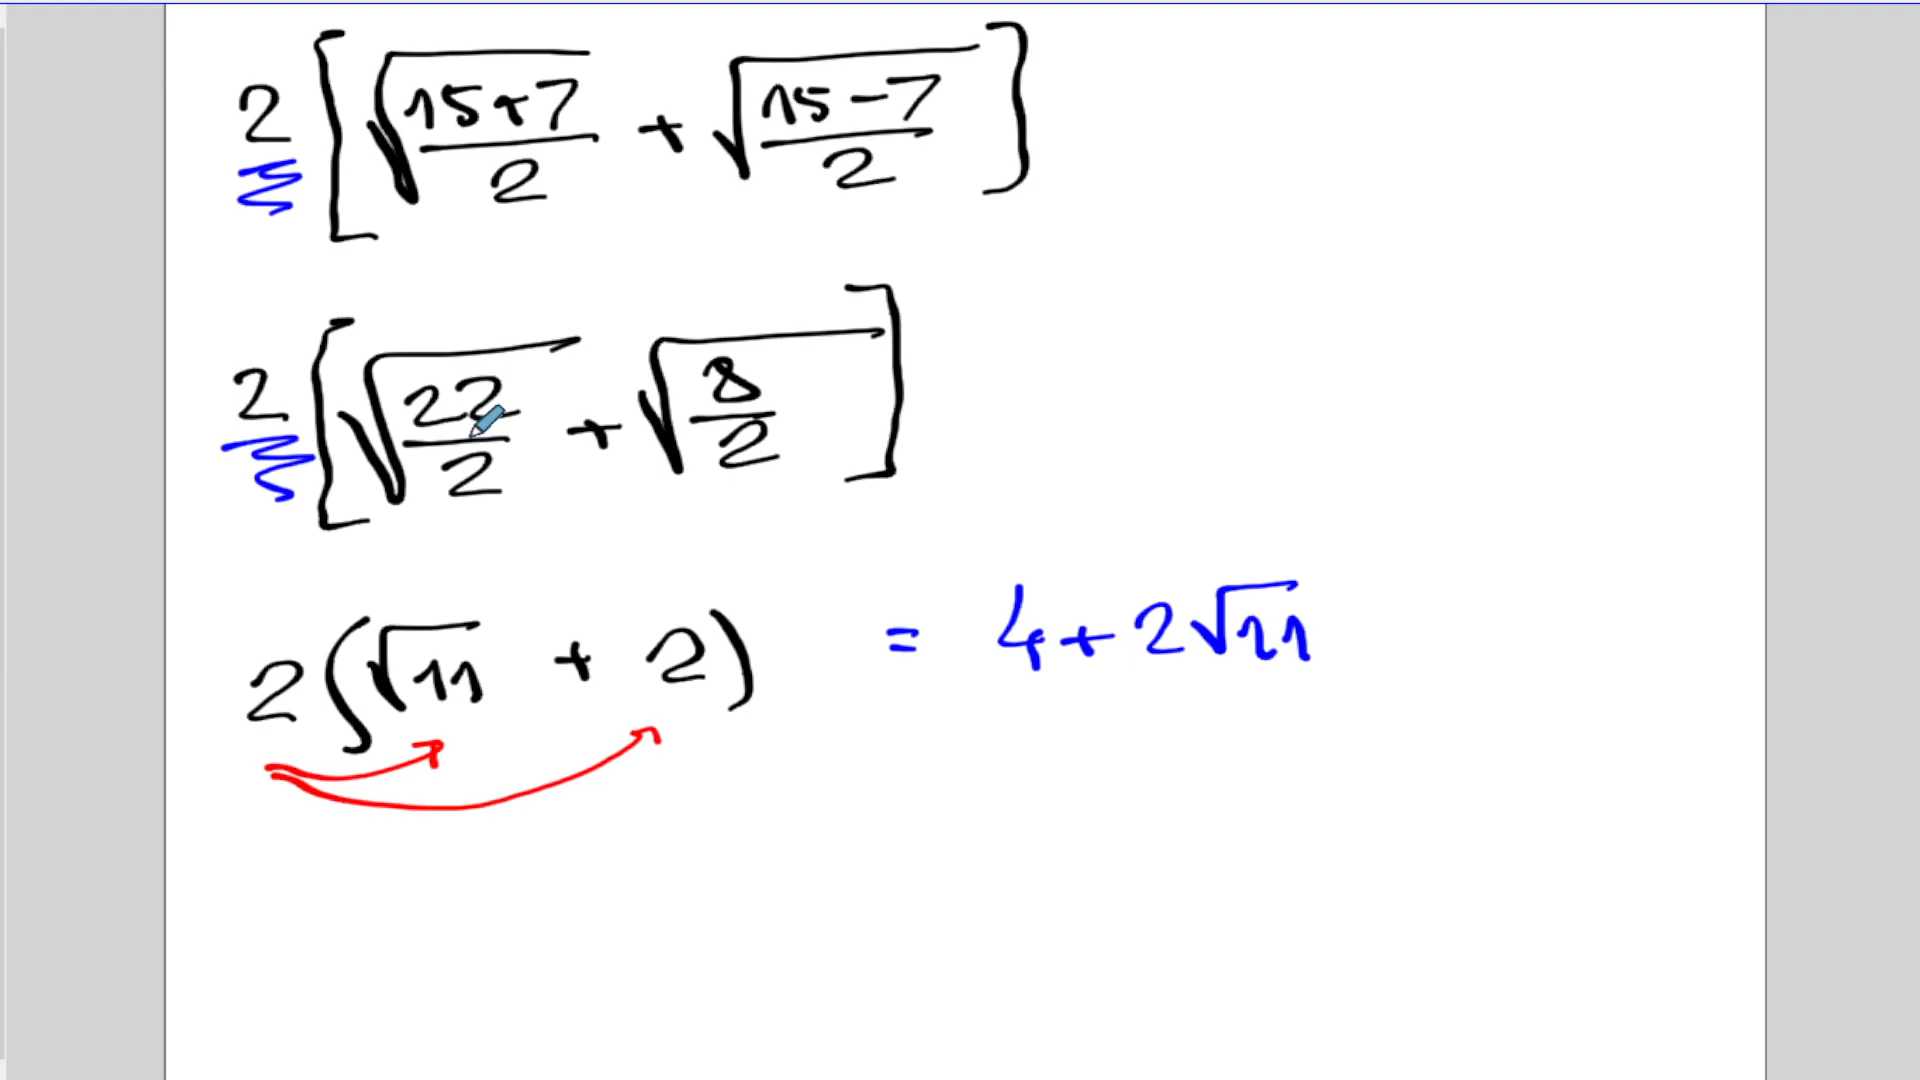 2 [ √((15+7)/2) + √((15-7)/2) ]
2 [ √(22/2) + √(8/2) ]
2(√11 + 2) = 4+2√11